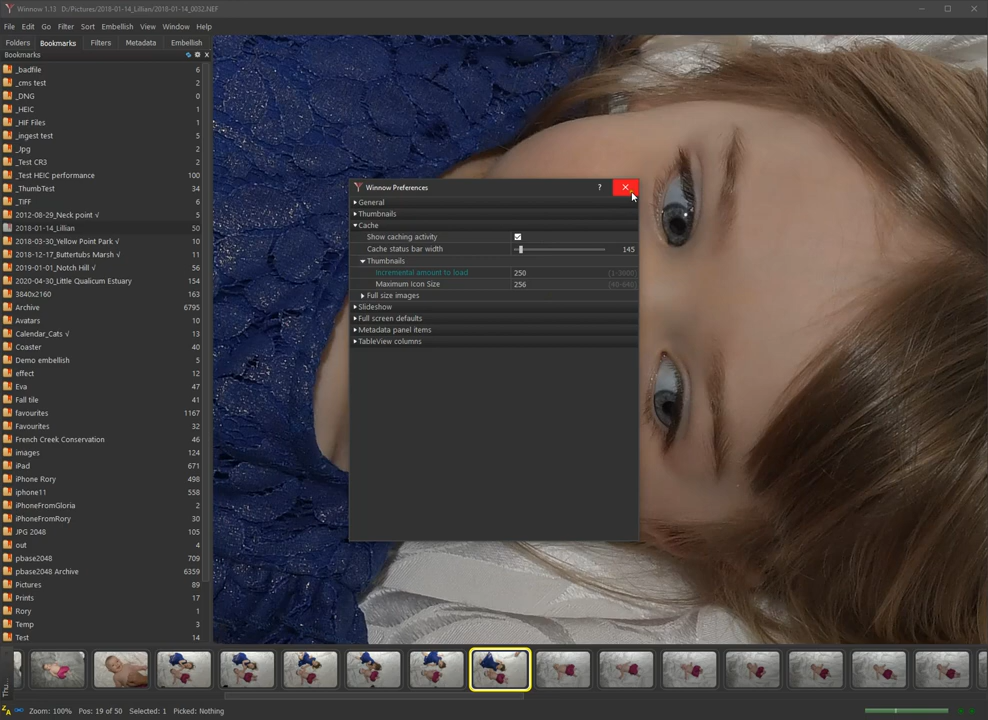 Winnow 1.13 D:/Pictures/2018-01-14_Lillian/2018-01-14_0032.NEF
File Edit Go Filter Sort Embellish View Window Help
Folders Bookmarks Filters Metadata Embellish
Bookmarks
_badfile 6
_cms test 2
_DNG 0
_HEIC 1
_HIF Files 1
_ingest test 5
_Jpg 2
_Test CR3 2
_Test HEIC performance 100
_ThumbTest 34
_TIFF 6
2012-08-29_Neck point √ 5
2018-01-14_Lillian 50
2018-03-30_Yellow Point Park √ 10
2018-12-17_Buttertubs Marsh √ 11
2019-01-01_Notch Hill √ 56
2020-04-30_Little Qualicum Estuary 154
3840x2160 163
Archive 6795
Avatars 10
Calendar_Cats √ 13
Coaster 40
Demo embellish 5
effect 12
Eva 47
Fall tile 41
favourites 1167
Favourites 32
French Creek Conservation 46
images 124
iPad 671
iPhone Rory 498
iphone11 558
iPhoneFromGloria 2
iPhoneFromRory 30
JPG 2048 105
out 4
pbase2048 709
pbase2048 Archive 6359
Pictures 89
Prints 17
Rory 1
Temp 3
Test 14
Winnow Preferences ?
General
Thumbnails
Cache
Show caching activity
Cache status bar width 145
Thumbnails
Incremental amount to load 250 (1-3000)
Maximum Icon Size 256 (40-640)
Full size images
Slideshow
Full screen defaults
Metadata panel items
TableView columns
Zoom: 100% Pos: 19 of 50 Selected: 1 Picked: Nothing